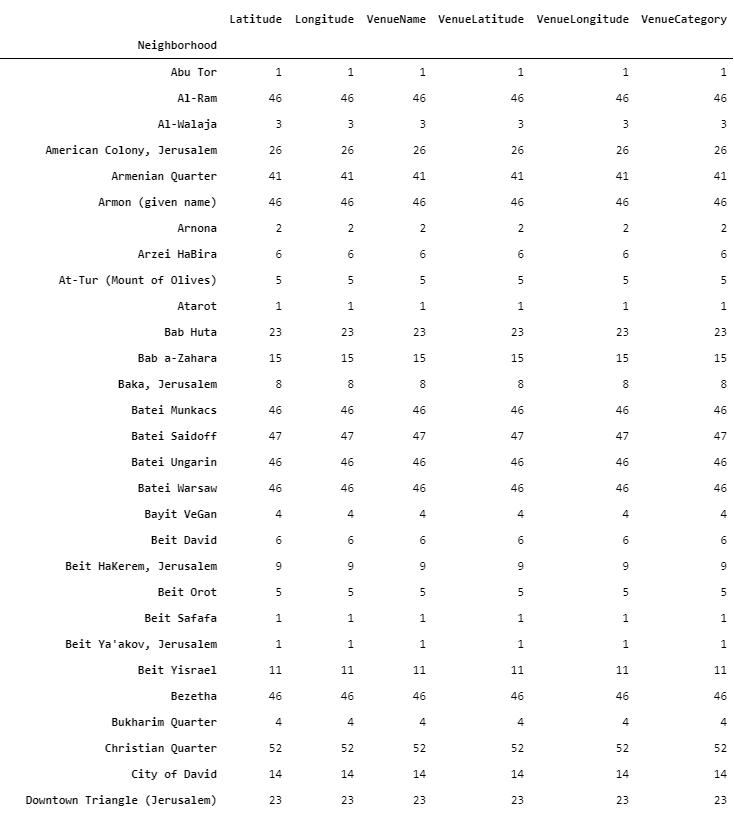 Latitude Longitude VenueName VenueLatitude VenueLongitude VenueCategory
Neighborhood
Abu Tor 1 1 1 1 1 1
Al-Ram 46 46 46 46 46 46
Al-Walaja 3 3 3 3 3 3
American Colony, Jerusalem 26 26 26 26 26 26
Armenian Quarter 41 41 41 41 41 41
Armon (given name) 46 46 46 46 46 46
Arnona 2 2 2 2 2 2
Arzei HaBira 6 6 6 6 6 6
At-Tur (Mount of Olives) 5 5 5 5 5 5
Atarot 1 1 1 1 1 1
Bab Huta 23 23 23 23 23 23
Bab a-Zahara 15 15 15 15 15 15
Baka, Jerusalem 8 8 8 8 8 8
Batei Munkacs 46 46 46 46 46 46
Batei Saidoff 47 47 47 47 47 47
Batei Ungarin 46 46 46 46 46 46
Batei Warsaw 46 46 46 46 46 46
Bayit VeGan 4 4 4 4 4 4
Beit David 6 6 6 6 6 6
Beit HaKerem, Jerusalem 9 9 9 9 9 9
Beit Orot 5 5 5 5 5 5
Beit Safafa 1 1 1 1 1 1
Beit Ya'akov, Jerusalem 1 1 1 1 1 1
Beit Yisrael 11 11 11 11 11 11
Bezetha 46 46 46 46 46 46
Bukharim Quarter 4 4 4 4 4 4
Christian Quarter 52 52 52 52 52 52
City of David 14 14 14 14 14 14
Downtown Triangle (Jerusalem) 23 23 23 23 23 23